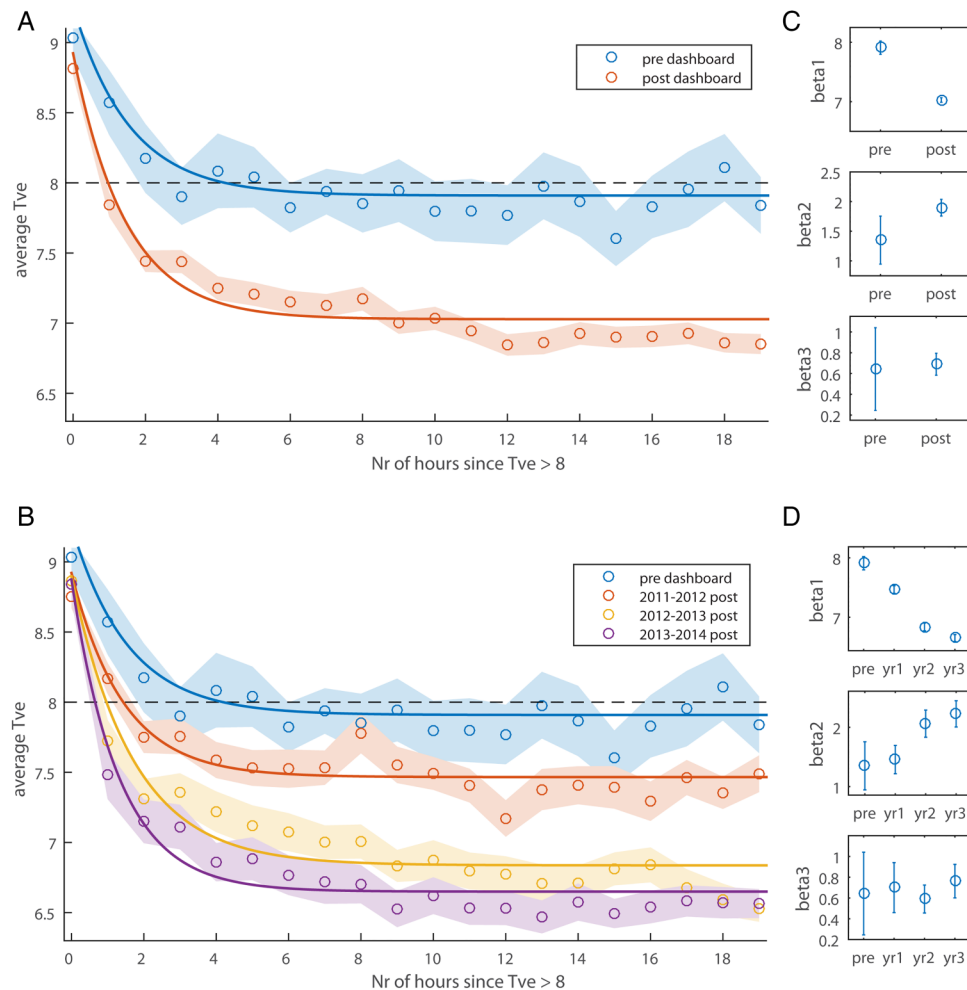 A
9
8.5
8
7.5
7
6.5
average Tve
pre dashboard
post dashboard
0 2 4 6 8 10 12 14 16 18
Nr of hours since Tve > 8
C
beta1
8
7
pre post
beta2
2.5
2
1.5
1
pre post
beta3
1
0.8
0.6
0.4
0.2
pre post
B
9
8.5
8
7.5
7
6.5
average Tve
pre dashboard
2011-2012 post
2012-2013 post
2013-2014 post
0 2 4 6 8 10 12 14 16 18
Nr of hours since Tve > 8
D
beta1
8
7
pre yr1 yr2 yr3
beta2
2
1
pre yr1 yr2 yr3
beta3
1
0.8
0.6
0.4
0.2
pre yr1 yr2 yr3